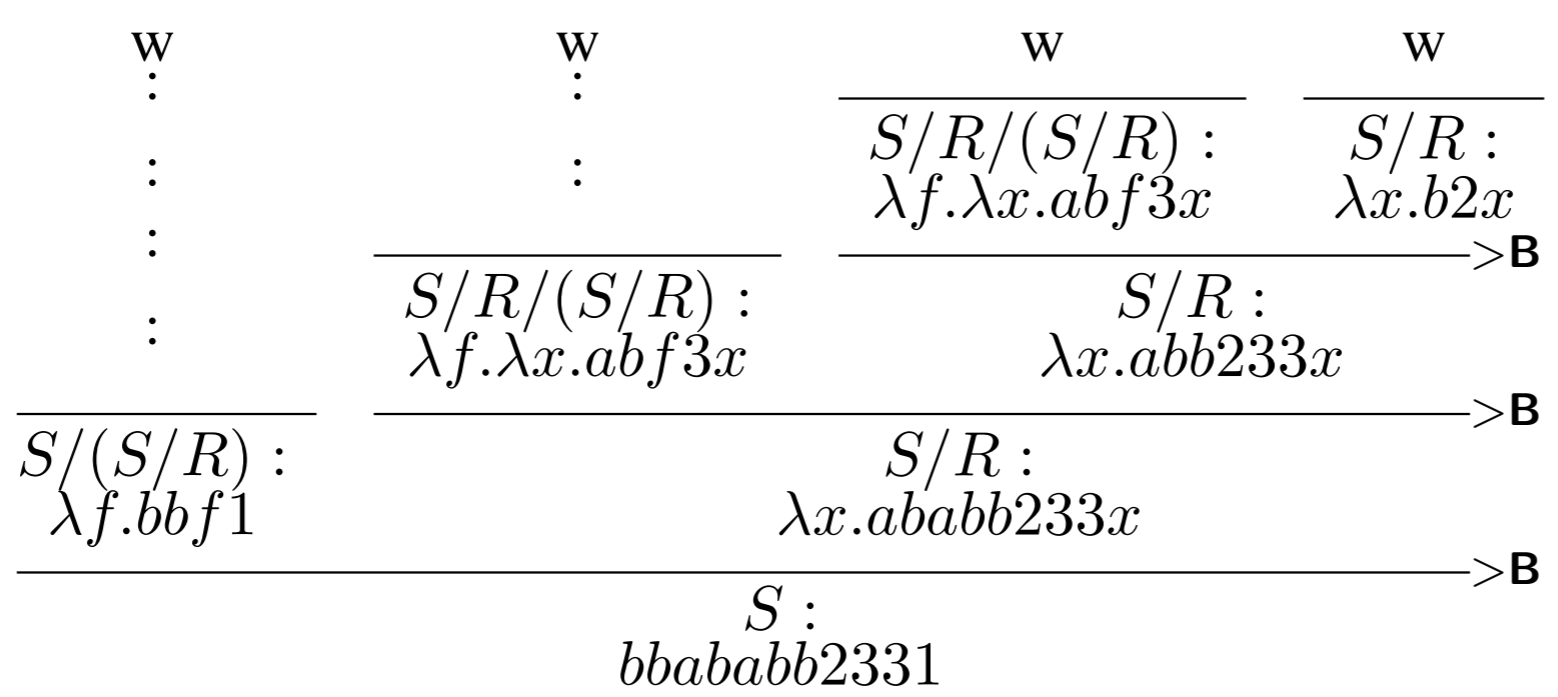 w w w w
: :
S/R/(S/R) : S/R :
: :
λf.λx.abf3x λx.b2x
: >B
S/R/(S/R) : S/R :
:
λf.λx.abf3x λx.abb233x
>B
S/(S/R) : S/R :
λf.bbf1 λx.ababb233x
>B
S :
bbababb2331